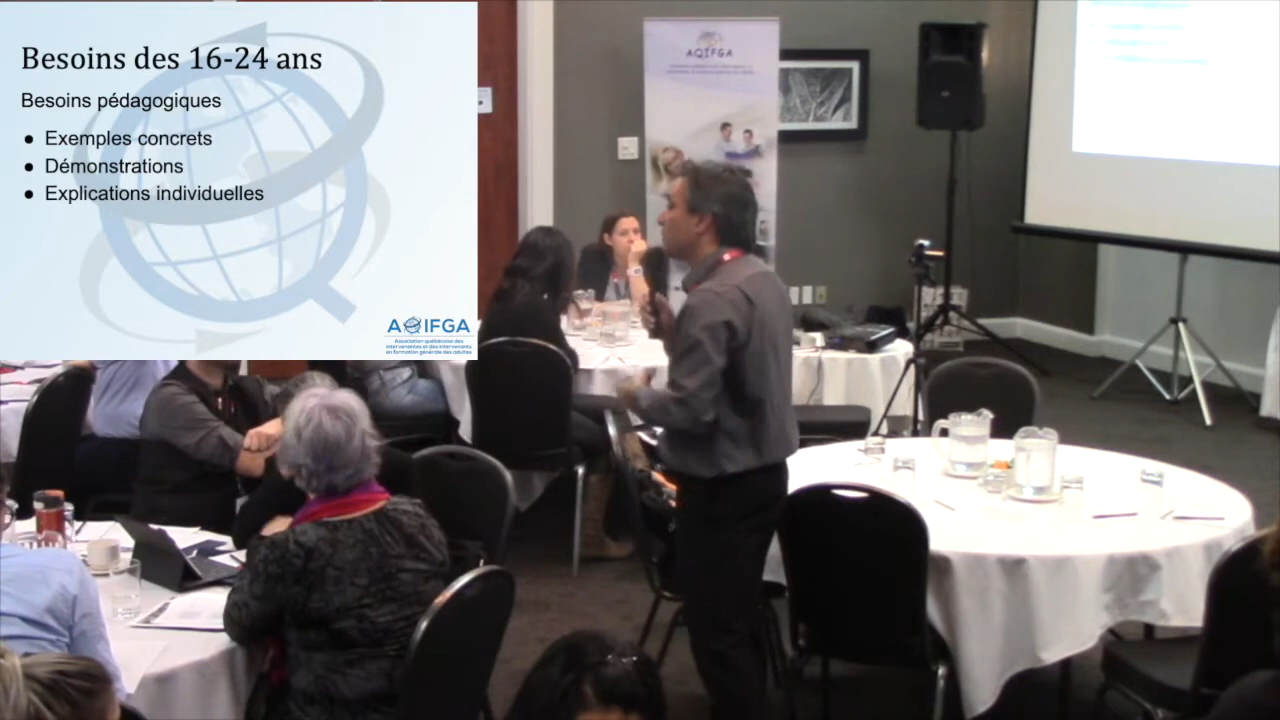 Besoins des 16-24 ans
Besoins pédagogiques
● Exemples concrets
● Démonstrations
● Explications individuelles
AQIFGA
Association québécoise des
intervenantes et des intervenants
en formation générale des adultes
AQIFGA